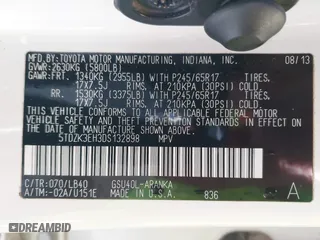 MFD. BY: TOYOTA MOTOR MANUFACTURING, INDIANA, INC. 08/13
GVWR: 2630KG (5800LB)
GAWR: FRT. 1340KG (2955LB) WITH P245/65R17 TIRES,
17X7.5J RIMS, AT 210KPA (30PSI) COLD.
RR. 1530KG (3375LB) WITH P245/65R17 TIRES,
17X7.5J RIMS, AT 210KPA (30PSI) COLD.
THIS VEHICLE CONFORMS TO ALL APPLICABLE FEDERAL MOTOR
VEHICLE SAFETY AND THEFT PREVENTION STANDARDS IN
EFFECT ON THE DATE OF MANUFACTURE SHOWN ABOVE.
5TDZK3EH3DS132898 MPV
C/TR: 070/LB40 GSU40L-ARANKA
A/TM: -02A/U151E U.S.A. 836 A
© DRIVE AUTO AUCTIONS